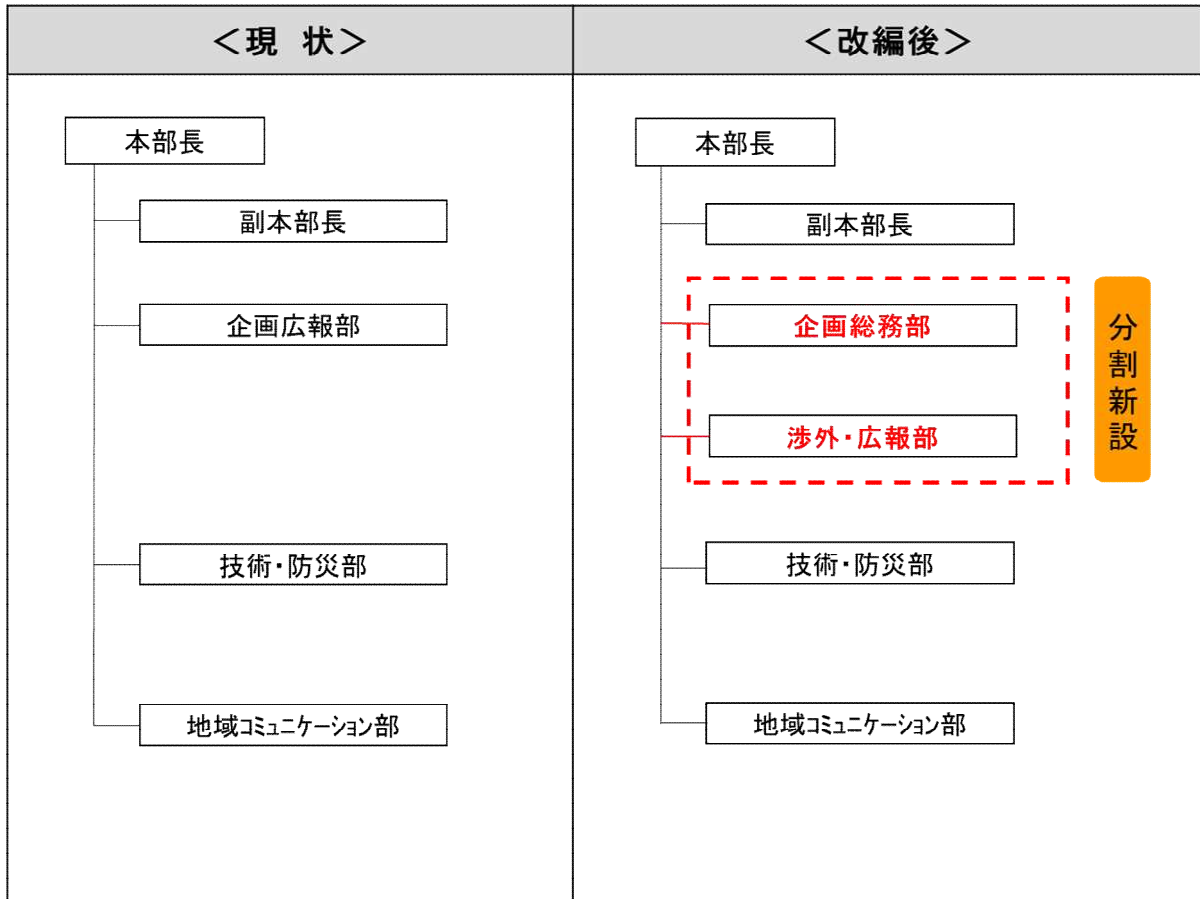 ＜現　状＞
本部長
副本部長
企画広報部
技術・防災部
地域ｺﾐｭﾆｹｰｼｮﾝ部
＜改編後＞
本部長
副本部長
企画総務部
渉外・広報部
分割新設
技術・防災部
地域ｺﾐｭﾆｹｰｼｮﾝ部